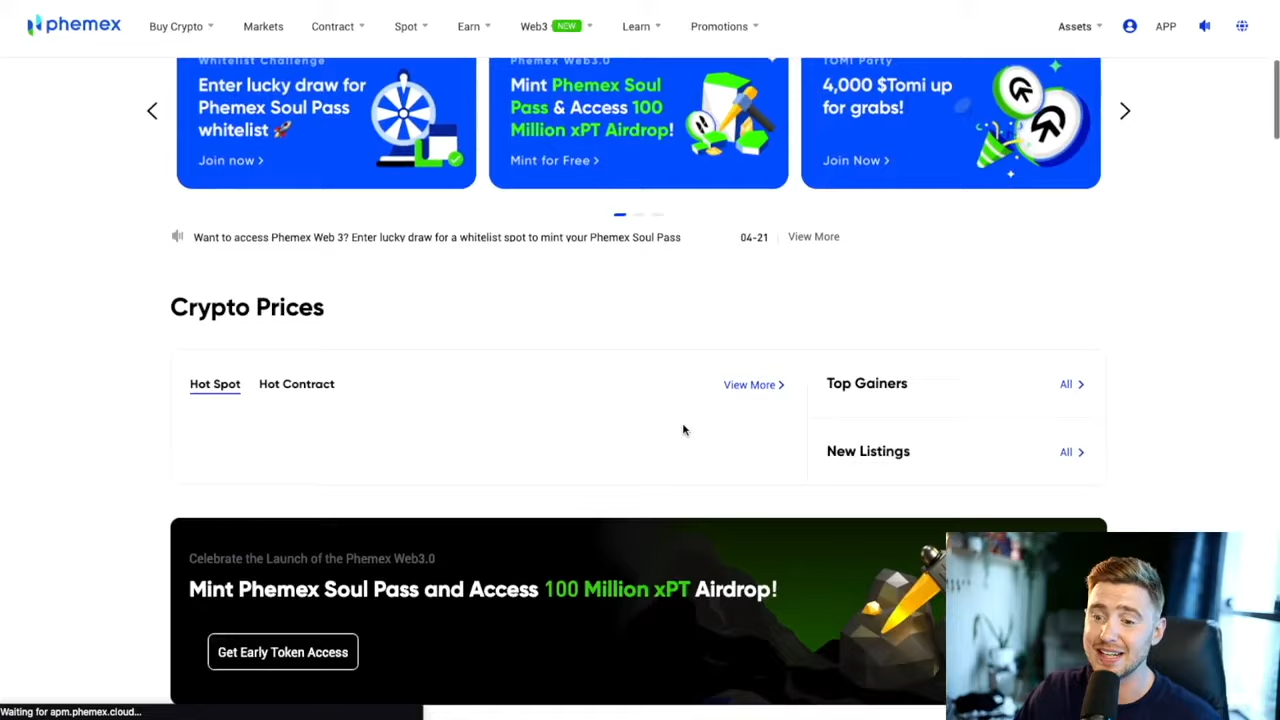 phemex
Buy Crypto
Markets
Contract
Spot
Earn
Web3 NEW
Learn
Promotions
Assets
APP
Whitelist Challenge
Enter lucky draw for
Phemex Soul Pass
whitelist 🚀
Join now >
Phemex Web3.0
Mint Phemex Soul
Pass & Access 100
Million xPT Airdrop!
Mint for Free >
TOMI Party
4,000 $Tomi up
for grabs!
Join Now >
Want to access Phemex Web 3? Enter lucky draw for a whitelist spot to mint your Phemex Soul Pass
04-21
View More
Crypto Prices
Hot Spot
Hot Contract
View More >
Top Gainers
All >
New Listings
All >
Celebrate the Launch of the Phemex Web3.0
Mint Phemex Soul Pass and Access 100 Million xPT Airdrop!
Get Early Token Access
Waiting for apm.phemex.cloud...